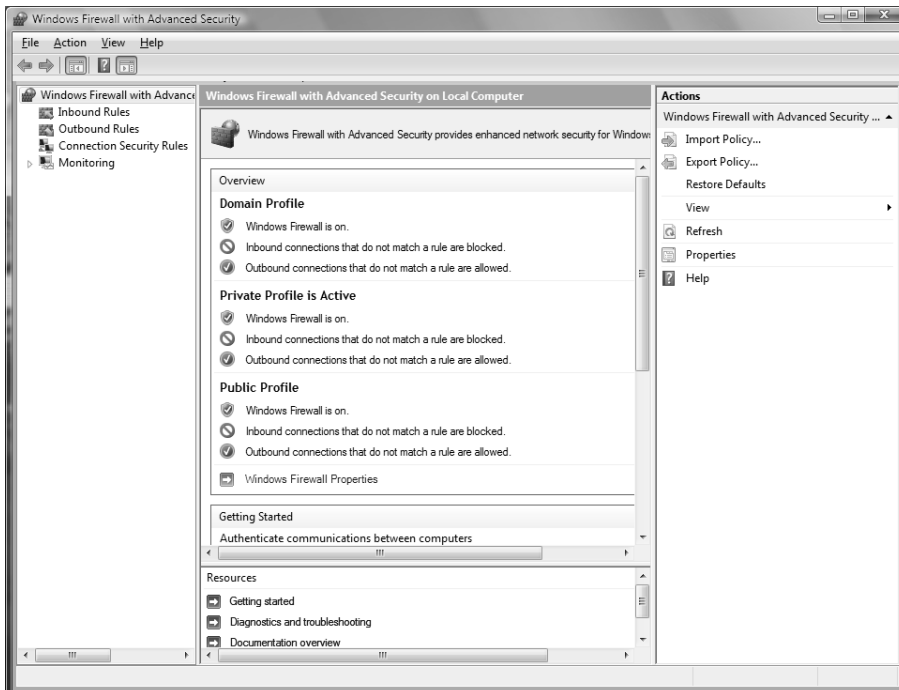 Windows Firewall with Advanced Security
File Action View Help
Windows Firewall with Advance
Inbound Rules
Outbound Rules
Connection Security Rules
Monitoring
Windows Firewall with Advanced Security on Local Computer
Windows Firewall with Advanced Security provides enhanced network security for Window
Overview
Domain Profile
Windows Firewall is on.
Inbound connections that do not match a rule are blocked.
Outbound connections that do not match a rule are allowed.
Private Profile is Active
Windows Firewall is on.
Inbound connections that do not match a rule are blocked.
Outbound connections that do not match a rule are allowed.
Public Profile
Windows Firewall is on.
Inbound connections that do not match a rule are blocked.
Outbound connections that do not match a rule are allowed.
Windows Firewall Properties
Getting Started
Authenticate communications between computers
Resources
Getting started
Diagnostics and troubleshooting
Documentation overview
Actions
Windows Firewall with Advanced Security ...
Import Policy...
Export Policy...
Restore Defaults
View
Refresh
Properties
Help